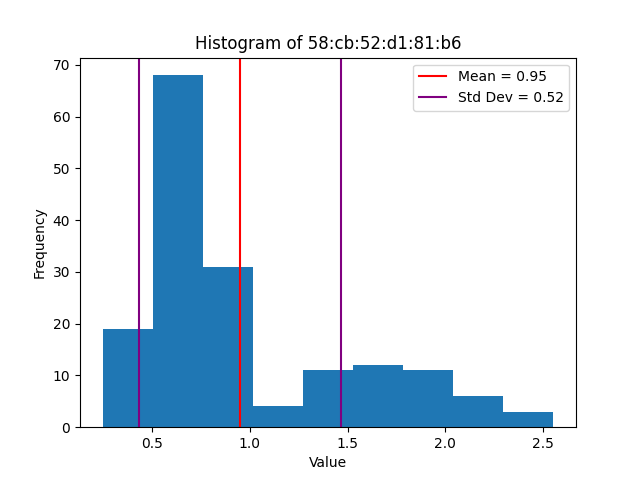 Histogram of 58:cb:52:d1:81:b6
Mean = 0.95
Std Dev = 0.52
70
60
50
40
30
20
10
0
Frequency
0.5 1.0 1.5 2.0 2.5
Value